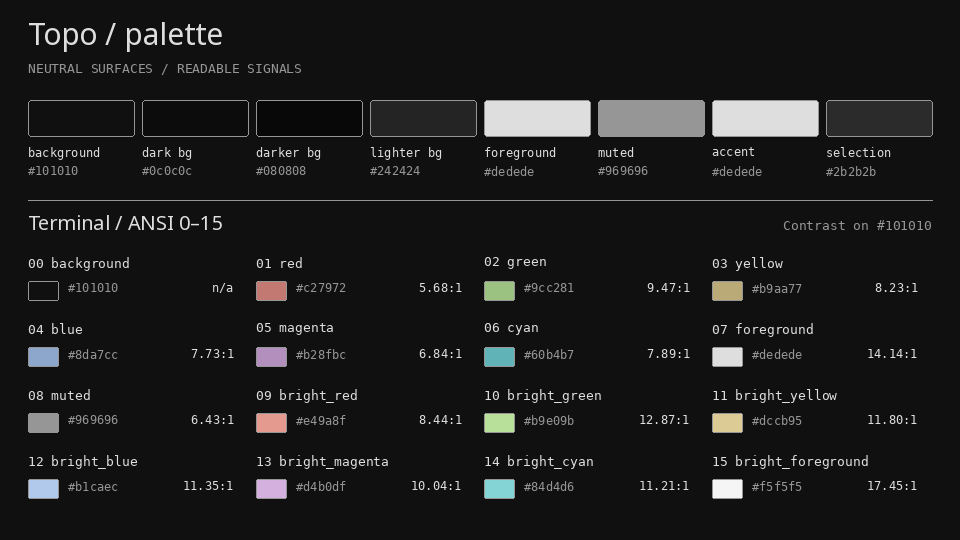 Topo / palette
NEUTRAL SURFACES / READABLE SIGNALS
background dark bg darker bg lighter bg foreground muted accent selection
#101010 #0c0c0c #080808 #242424 #dedede #969696 #dedede #2b2b2b
Terminal / ANSI 0–15 Contrast on #101010
00 background 01 red 02 green 03 yellow
#101010 n/a #c27972 5.68:1 #9cc281 9.47:1 #b9aa77 8.23:1
04 blue 05 magenta 06 cyan 07 foreground
#8da7cc 7.73:1 #b28fbc 6.84:1 #60b4b7 7.89:1 #dedede 14.14:1
08 muted 09 bright_red 10 bright_green 11 bright_yellow
#969696 6.43:1 #e49a8f 8.44:1 #b9e09b 12.87:1 #dccb95 11.80:1
12 bright_blue 13 bright_magenta 14 bright_cyan 15 bright_foreground
#b1caec 11.35:1 #d4b0df 10.04:1 #84d4d6 11.21:1 #f5f5f5 17.45:1